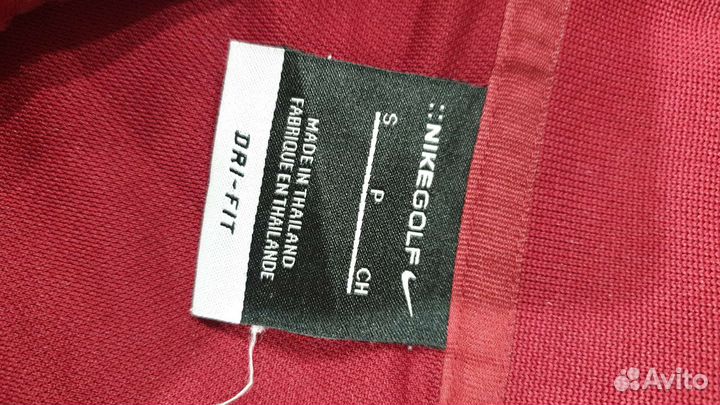 :::NIKEGOLF
S P CH
MADE IN THAILAND
FABRIQUE EN THAILANDE
DRI-FIT
Avito